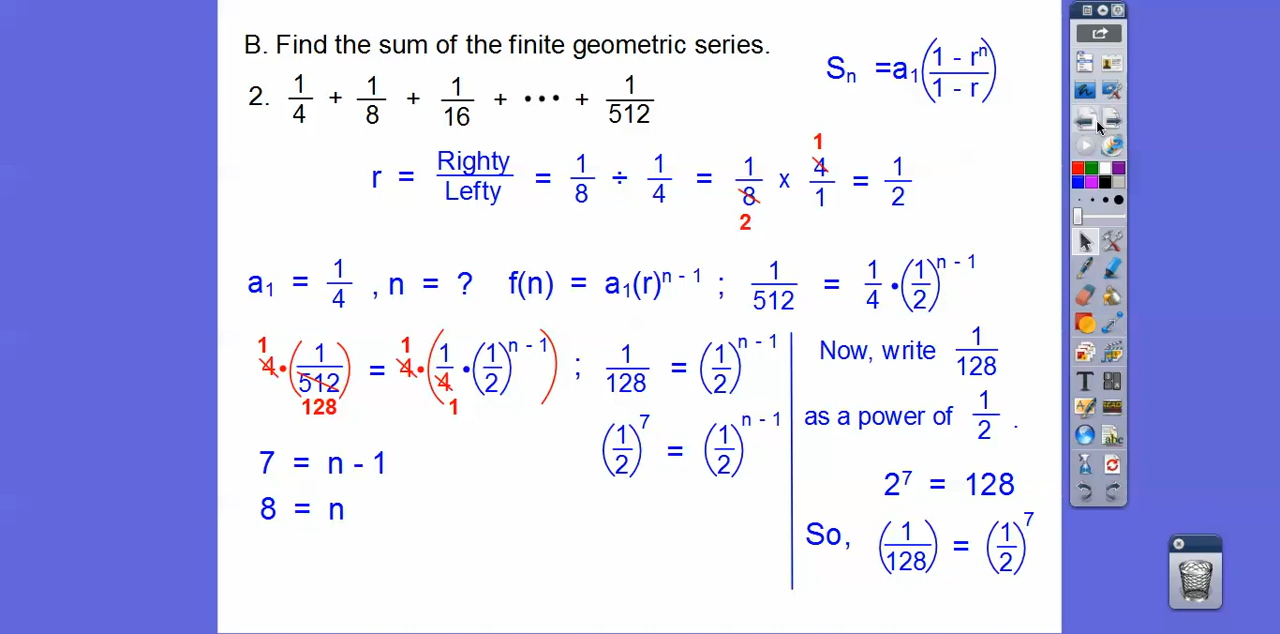 B. Find the sum of the finite geometric series.
Sₙ = a₁((1 - rⁿ)/(1 - r))
2. 1/4 + 1/8 + 1/16 + ••• + 1/512
r = Righty/Lefty = 1/8 ÷ 1/4 = 1/8 2 x 1 4/1 = 1/2
a₁ = 1/4 , n = ? f(n) = a₁(r)ⁿ ⁻ ¹ ; 1/512 = 1/4 • (1/2)ⁿ ⁻ ¹
1 4 • (1/512 128) = 1 4 • (1/4 1 • (1/2)ⁿ ⁻ ¹) ; 1/128 = (1/2)ⁿ ⁻ ¹
(1/2)⁷ = (1/2)ⁿ ⁻ ¹
7 = n - 1
8 = n
Now, write 1/128
as a power of 1/2 .
2⁷ = 128
So, (1/128) = (1/2)⁷